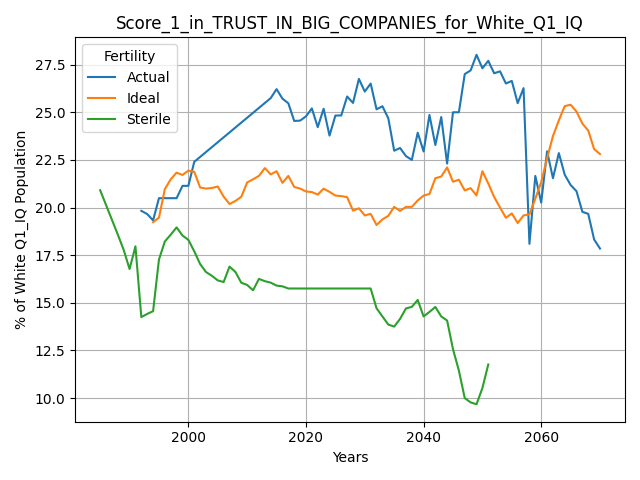 Score_1_in_TRUST_IN_BIG_COMPANIES_for_White_Q1_IQ
Fertility
Actual
Ideal
Sterile
% of White Q1_IQ Population
27.5
25.0
22.5
20.0
17.5
15.0
12.5
10.0
2000
2020
2040
2060
Years